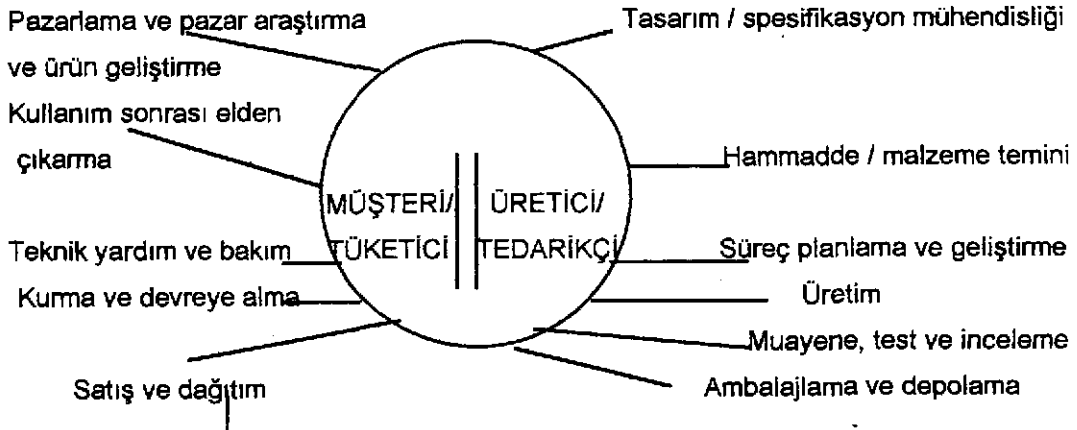 Pazarlama ve pazar araştırma
ve ürün geliştirme
Kullanım sonrası elden
çıkarma
Teknik yardım ve bakım
Kurma ve devreye alma
Satış ve dağıtım
MÜŞTERİ/
TÜKETİCİ
ÜRETİCİ/
TEDARİKÇİ
Tasarım / spesifikasyon mühendisliği
Hammadde / malzeme temini
Süreç planlama ve geliştirme
Üretim
Muayene, test ve inceleme
Ambalajlama ve depolama